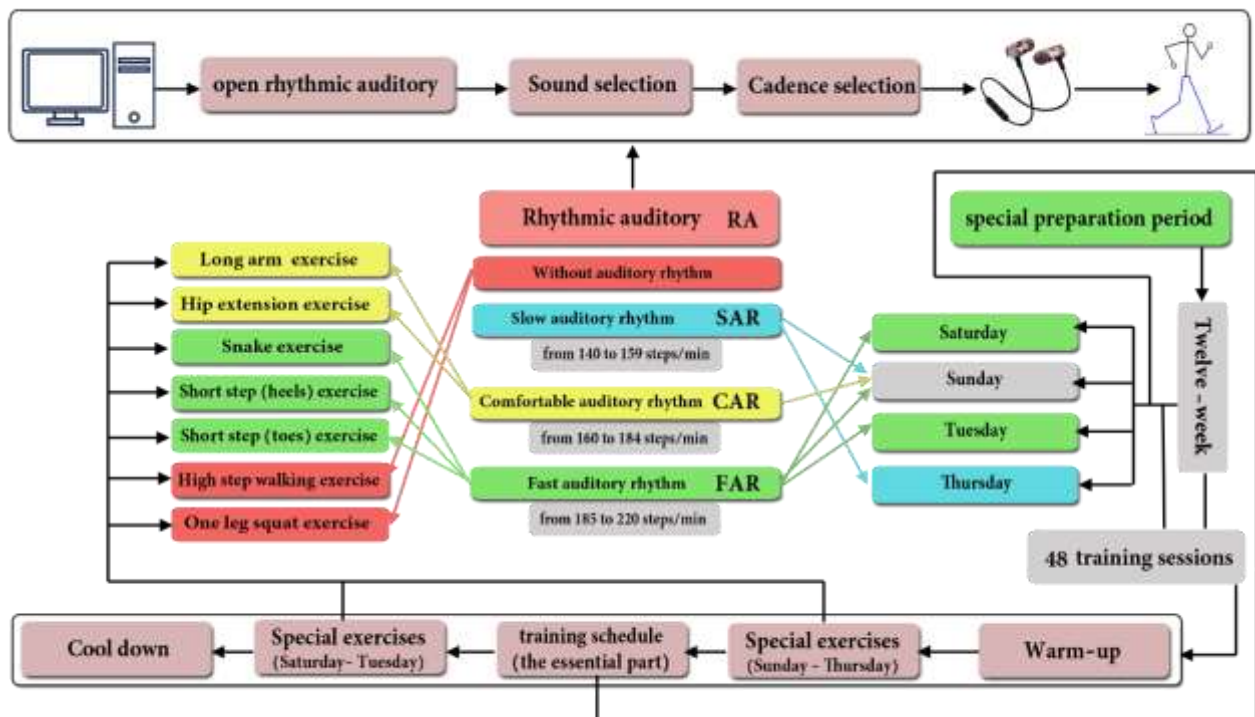 open rhythmic auditory
Sound selection
Cadence selection
Rhythmic auditory RA
special preparation period
Long arm exercise
Hip extension exercise
Snake exercise
Short step (heels) exercise
Short step (toes) exercise
High step walking exercise
One leg squat exercise
Without auditory rhythm
Slow auditory rhythm SAR
from 140 to 159 steps/min
Comfortable auditory rhythm CAR
from 160 to 184 steps/min
Fast auditory rhythm FAR
from 185 to 220 steps/min
Saturday
Sunday
Tuesday
Thursday
Twelve -week
48 training sessions
Cool down
Special exercises
(Saturday- Tuesday)
training schedule
(the essential part)
Special exercises
(Sunday - Thursday)
Warm-up